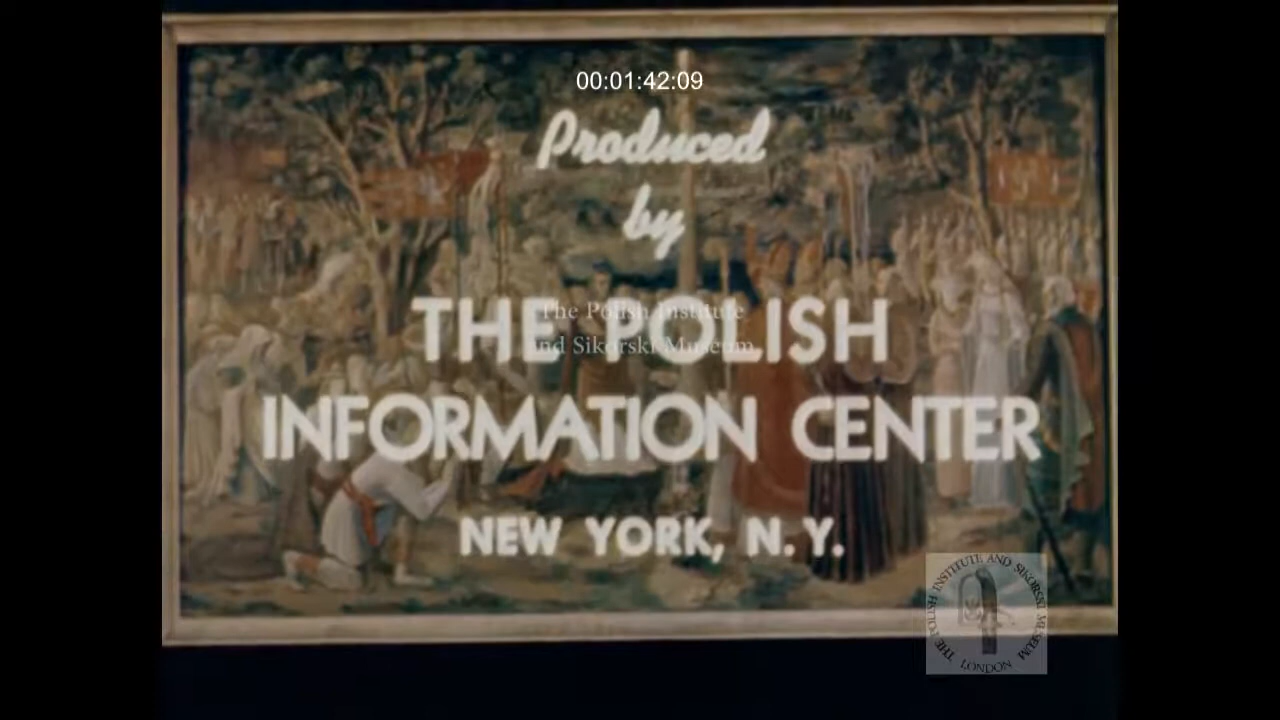 00:01:42:09
Produced
by
THE POLISH
The Polish Institute
and Sikorski Museum
INFORMATION CENTER
NEW YORK, N.Y.
THE POLISH INSTITUTE AND SIKORSKI MUSEUM
LONDON